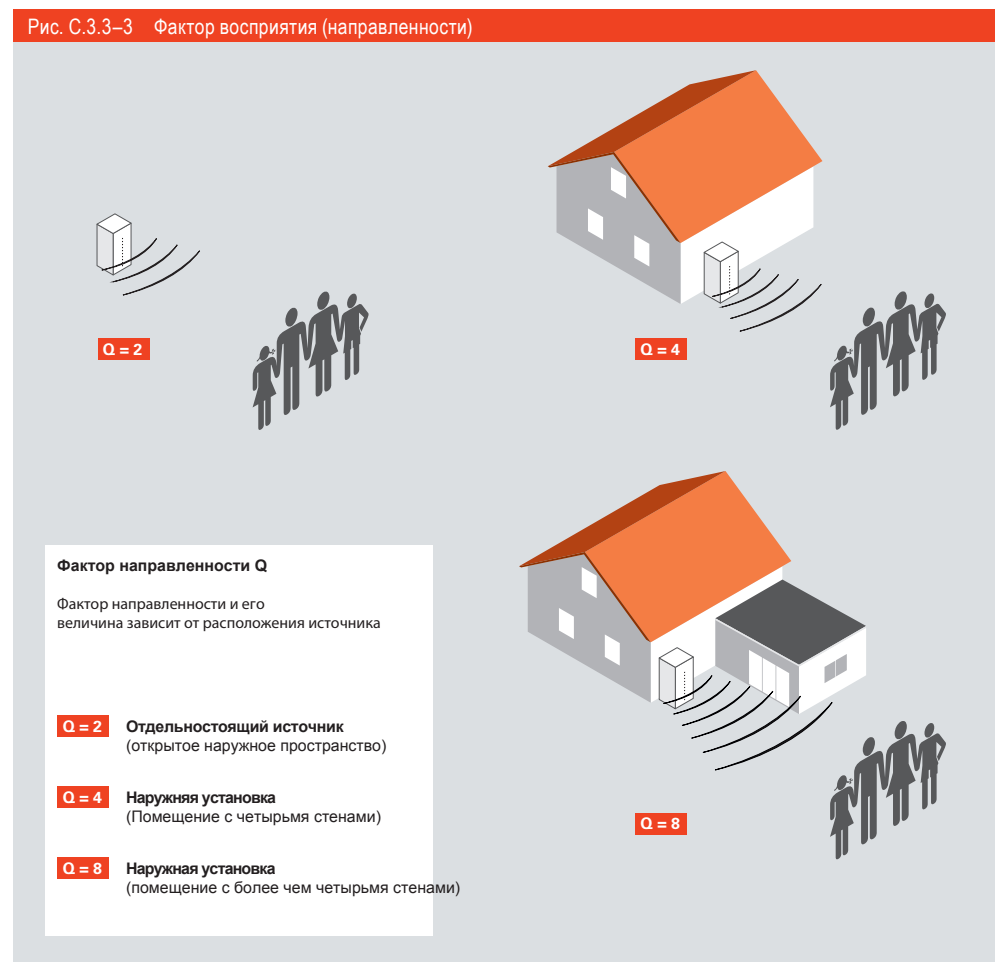 Рис. C.3.3–3 Фактор восприятия (направленности)
Q = 2
Q = 4
Фактор направленности Q
Фактор направленности и его
величина зависит от расположения источника
Q = 2 Отдельностоящий источник
(открытое наружное пространство)
Q = 4 Наружняя установка
(Помещение с четырьмя стенами)
Q = 8 Наружная установка
(помещение с более чем четырьмя стенами)
Q = 8